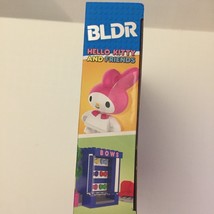 BLDR
HELLO KITTY
AND FRIENDS
BOWS